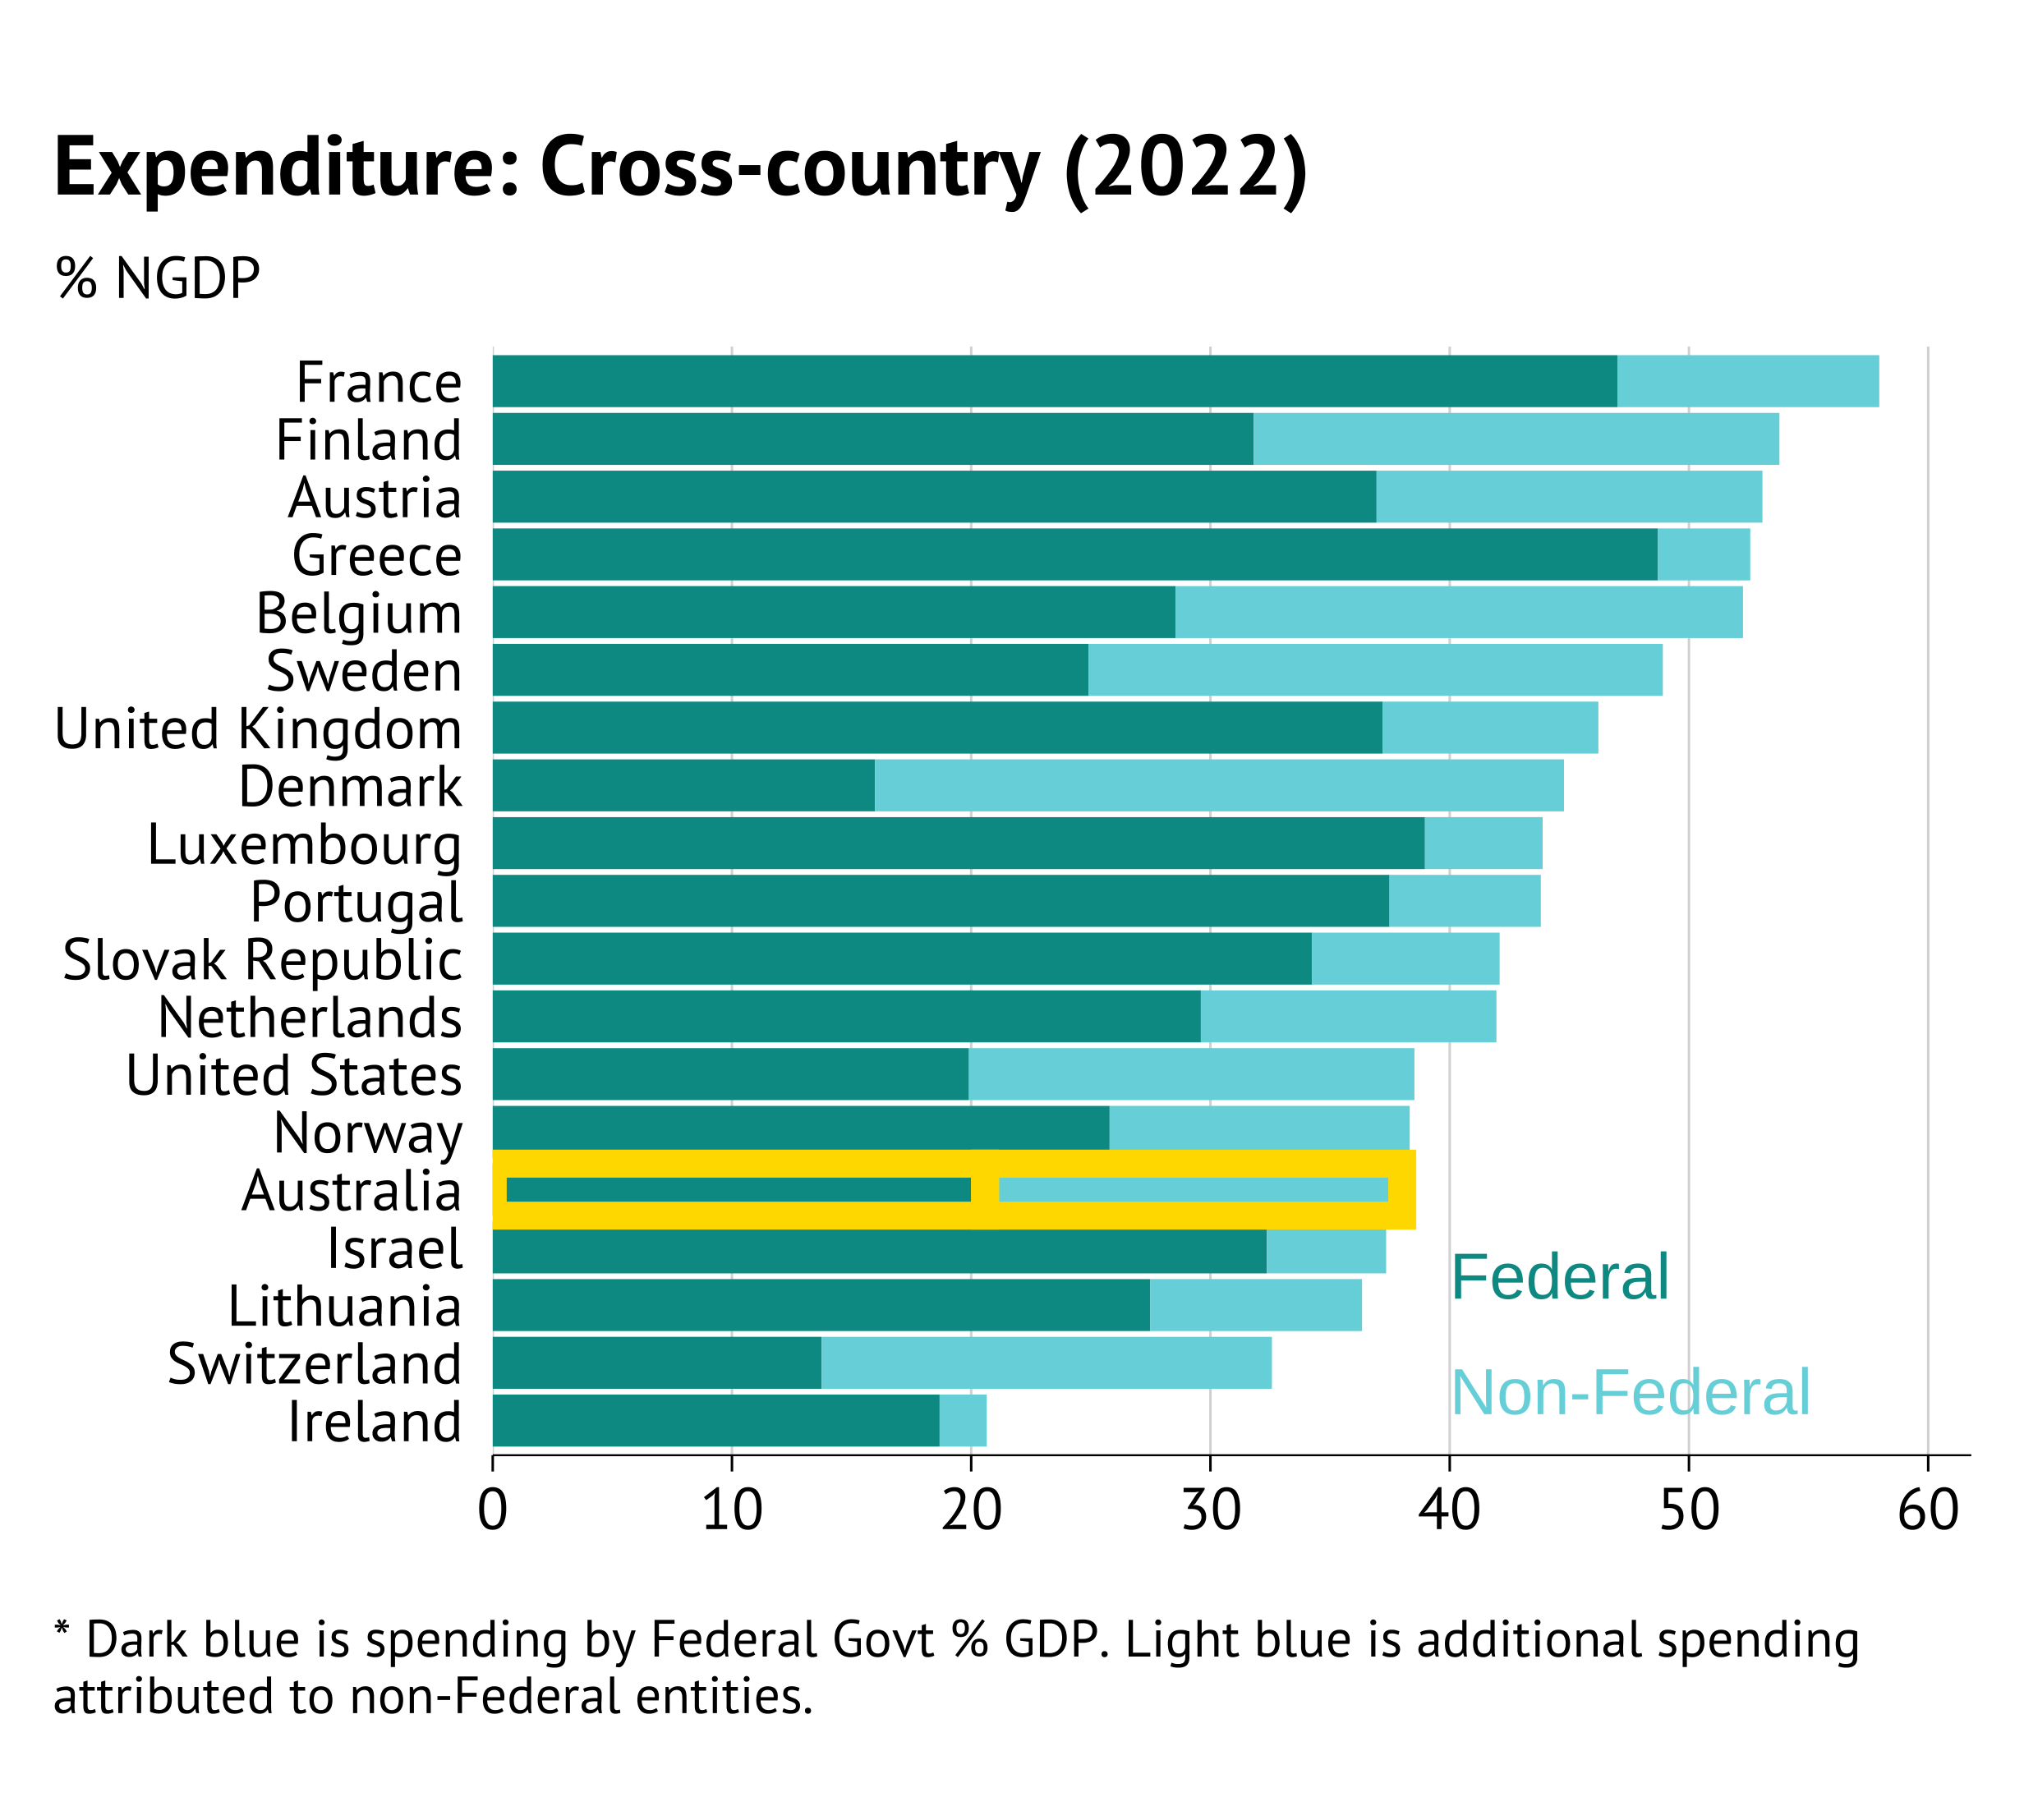 Expenditure: Cross-country (2022)
% NGDP
France
Finland
Austria
Greece
Belgium
Sweden
United Kingdom
Denmark
Luxembourg
Portugal
Slovak Republic
Netherlands
United States
Norway
Australia
Israel
Lithuania
Switzerland
Ireland
Federal
Non-Federal
0 10 20 30 40 50 60
* Dark blue is spending by Federal Govt % GDP. Light blue is additional spending
attributed to non-Federal entities.